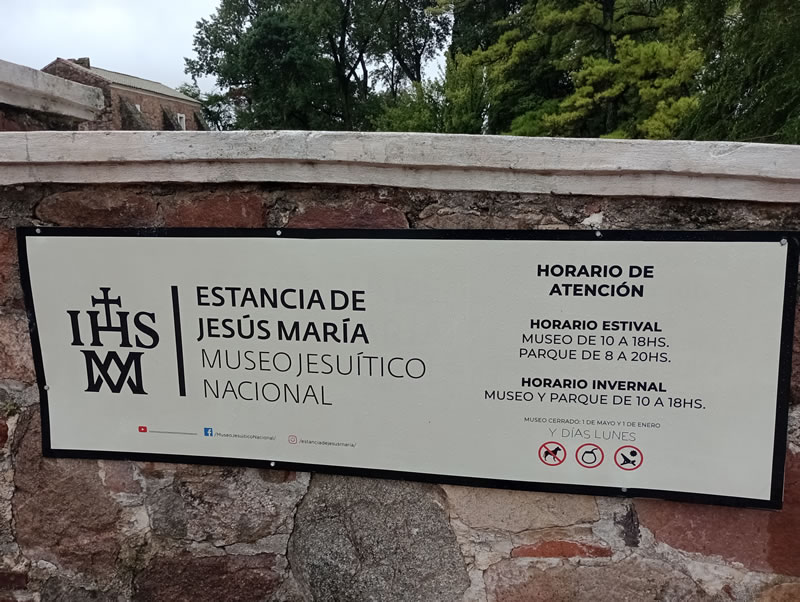 IHS
ESTANCIA DE
JESÚS MARÍA
MUSEO JESUÍTICO
NACIONAL
/MuseoJesuiticoNacional/
/estanciadejesusmaria/
HORARIO DE
ATENCIÓN
HORARIO ESTIVAL
MUSEO DE 10 A 18HS.
PARQUE DE 8 A 20HS.
HORARIO INVERNAL
MUSEO Y PARQUE DE 10 A 18HS.
MUSEO CERRADO: 1 DE MAYO Y 1 DE ENERO
Y DÍAS LUNES